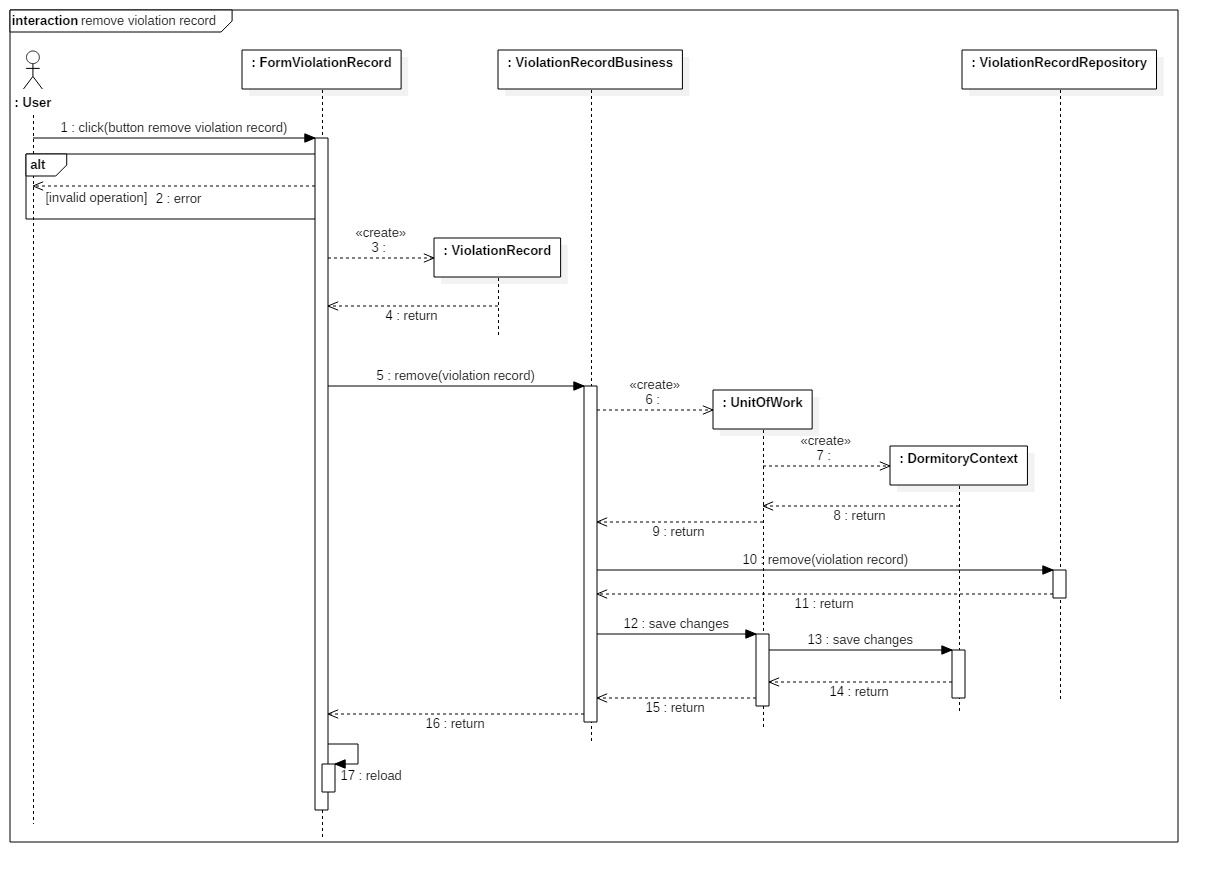 interaction remove violation record
: FormViolationRecord
: ViolationRecordBusiness
: ViolationRecordRepository
: User
1 : click(button remove violation record)
alt
[invalid operation] 2 : error
«create»
3 :
: ViolationRecord
4 : return
5 : remove(violation record)
«create»
6 :
: UnitOfWork
«create»
7 :
: DormitoryContext
8 : return
9 : return
10 : remove(violation record)
11 : return
12 : save changes
13 : save changes
14 : return
15 : return
16 : return
17 : reload